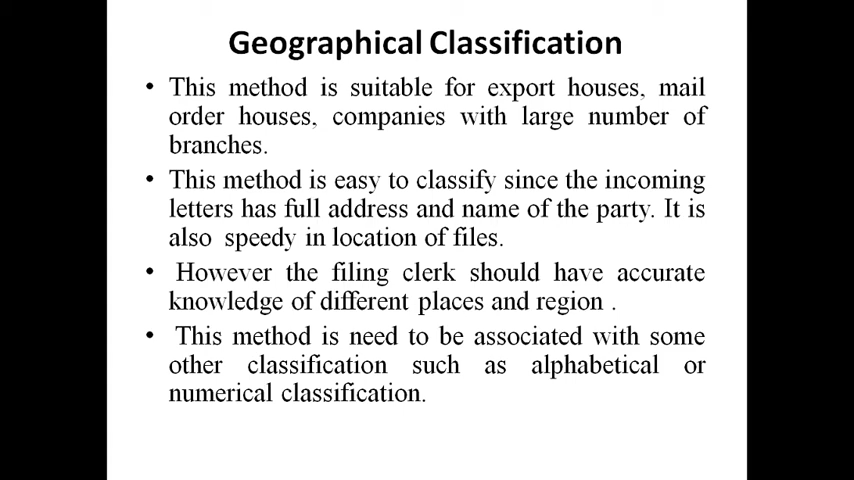 Geographical Classification
• This method is suitable for export houses, mail
order houses, companies with large number of
branches.
• This method is easy to classify since the incoming
letters has full address and name of the party. It is
also speedy in location of files.
• However the filing clerk should have accurate
knowledge of different places and region .
• This method is need to be associated with some
other classification such as alphabetical or
numerical classification.